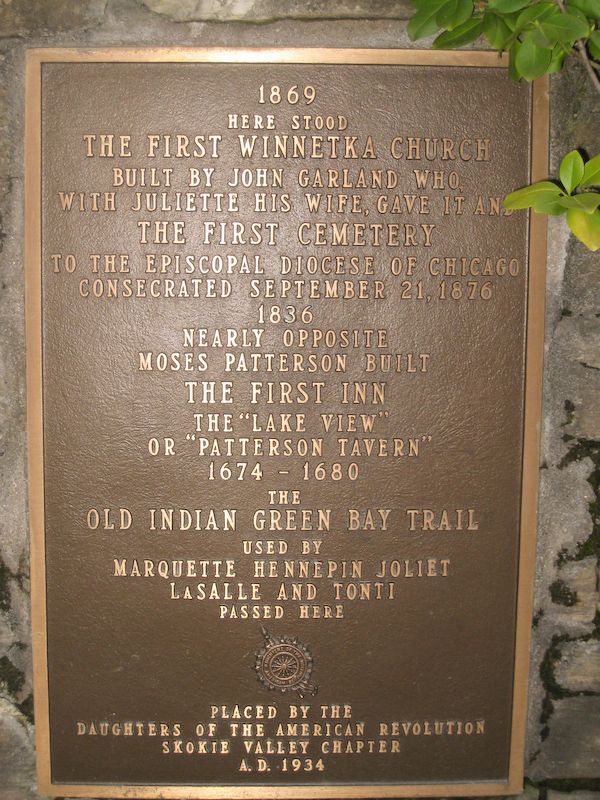 1869
HERE STOOD
THE FIRST WINNETKA CHURCH
BUILT BY JOHN GARLAND WHO,
WITH JULIETTE HIS WIFE, GAVE IT AND
THE FIRST CEMETERY
TO THE EPISCOPAL DIOCESE OF CHICAGO
CONSECRATED SEPTEMBER 21, 1876
1836
NEARLY OPPOSITE
MOSES PATTERSON BUILT
THE FIRST INN
THE "LAKE VIEW"
OR "PATTERSON TAVERN"
1674 - 1680
THE
OLD INDIAN GREEN BAY TRAIL
USED BY
MARQUETTE HENNEPIN JOLIET
LASALLE AND TONTI
PASSED HERE
PLACED BY THE
DAUGHTERS OF THE AMERICAN REVOLUTION
SKOKIE VALLEY CHAPTER
A.D. 1934